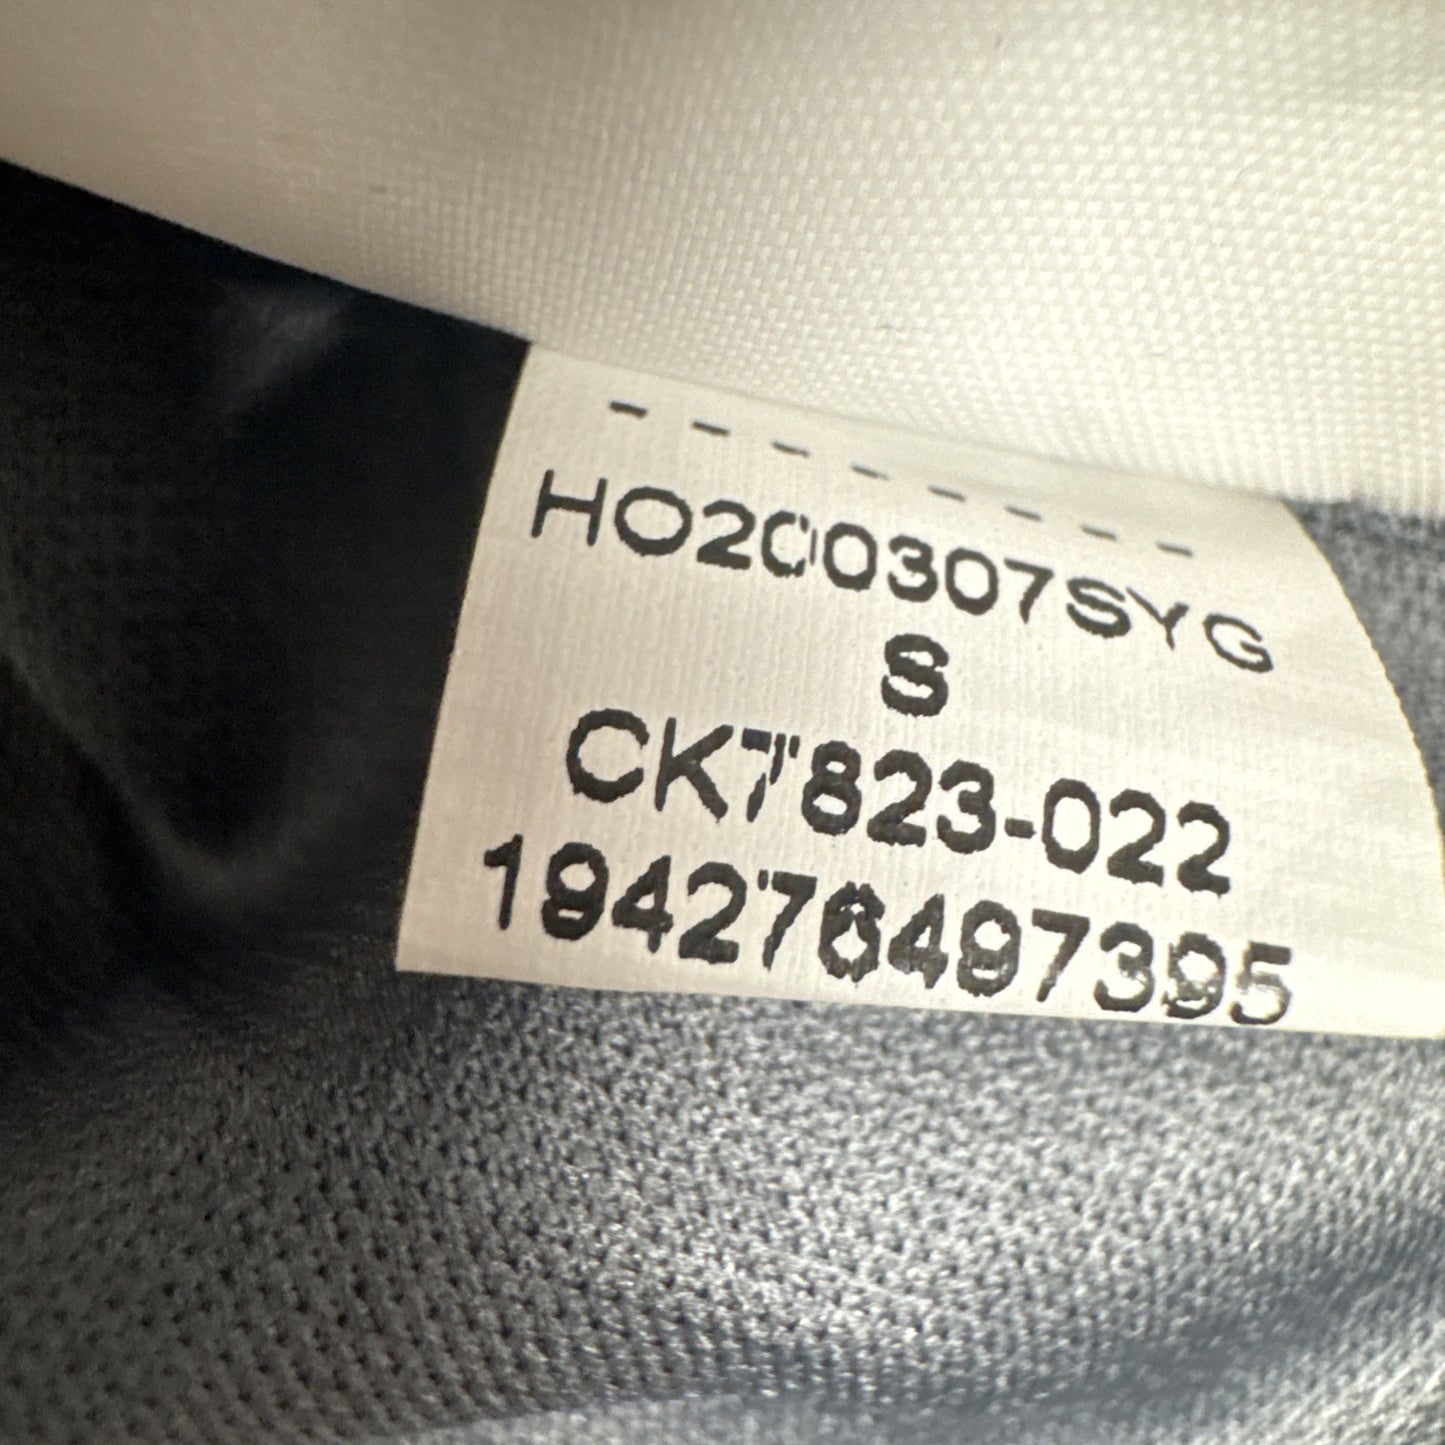 - - - - - - - -
HO200307SYG
S
CK7823-022
194276497395